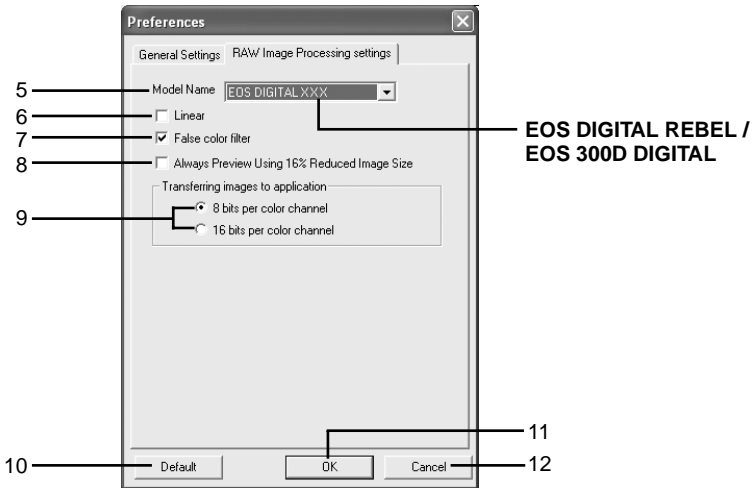 Preferences
General Settings RAW Image Processing settings
5 Model Name EOS DIGITAL XXX
6 Linear
7 False color filter
EOS DIGITAL REBEL /
EOS 300D DIGITAL
8 Always Preview Using 16% Reduced Image Size
Transferring images to application
9 8 bits per color channel
16 bits per color channel
11
10 Default OK Cancel 12